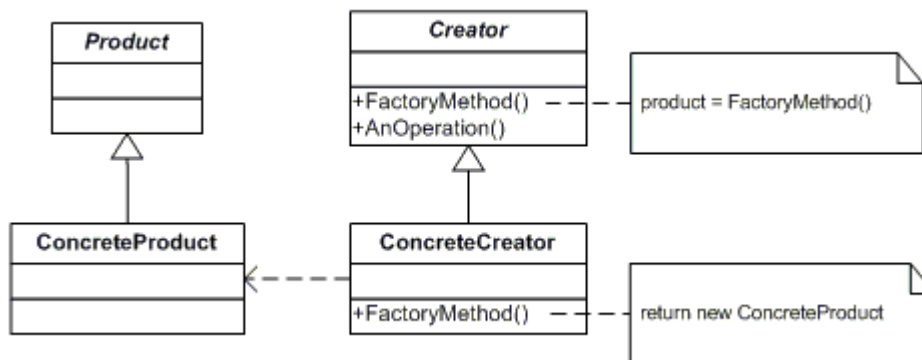 Product
Creator
+FactoryMethod()
+AnOperation()
product = FactoryMethod()
ConcreteProduct
ConcreteCreator
+FactoryMethod()
return new ConcreteProduct